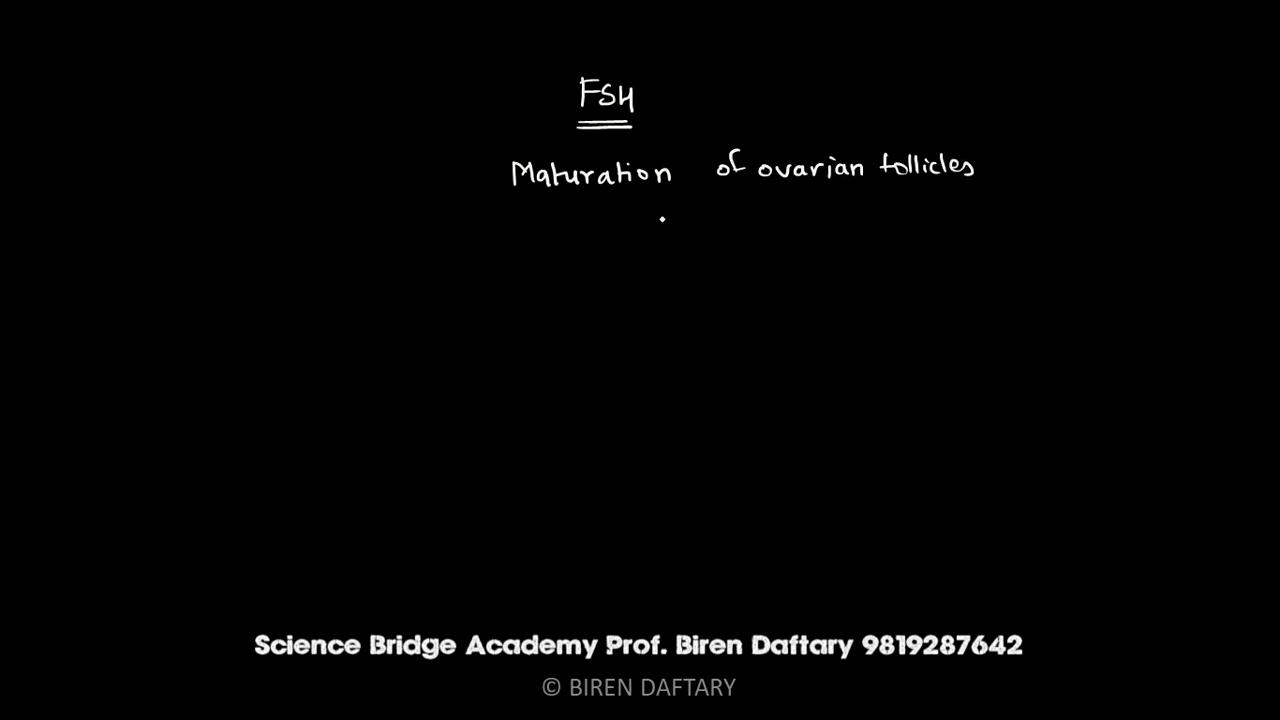 FSH
Maturation of ovarian follicles
Science Bridge Academy Prof. Biren Daftary 9819287642
© BIREN DAFTARY